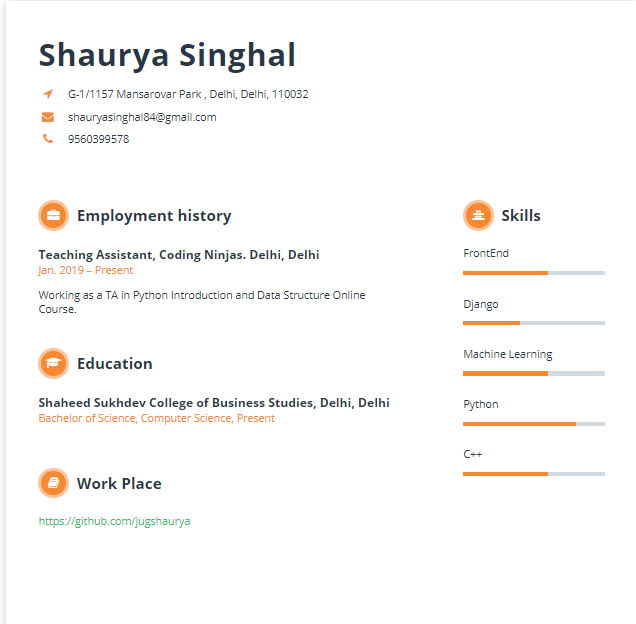 Shaurya Singhal
G-1/1157 Mansarovar Park , Delhi, Delhi, 110032
shauryasinghal84@gmail.com
9560399578
Employment history
Teaching Assistant, Coding Ninjas. Delhi, Delhi
Jan. 2019 – Present
Working as a TA in Python Introduction and Data Structure Online
Course.
Education
Shaheed Sukhdev College of Business Studies, Delhi, Delhi
Bachelor of Science, Computer Science, Present
Work Place
https://github.com/jugshaurya
Skills
FrontEnd
Django
Machine Learning
Python
C++